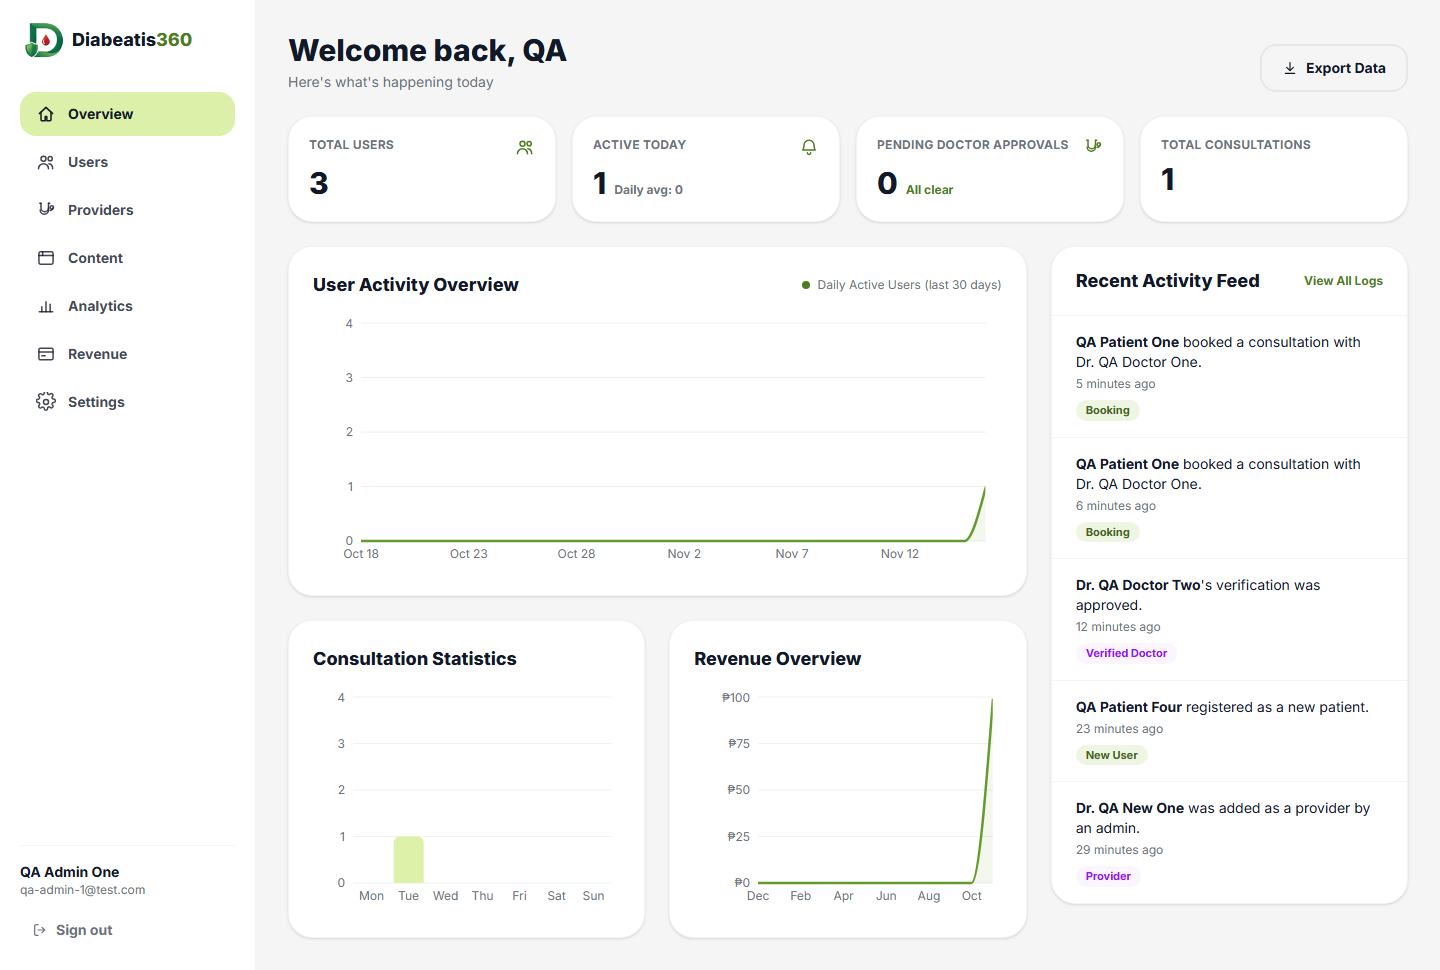 Diabeatis360
Overview
Users
Providers
Content
Analytics
Revenue
Settings
QA Admin One
qa-admin-1@test.com
Sign out
Welcome back, QA
Here's what's happening today
Export Data
TOTAL USERS
3
ACTIVE TODAY
1 Daily avg: 0
PENDING DOCTOR APPROVALS
0 All clear
TOTAL CONSULTATIONS
1
User Activity Overview
Daily Active Users (last 30 days)
4
3
2
1
0
Oct 18 Oct 23 Oct 28 Nov 2 Nov 7 Nov 12
Consultation Statistics
4
3
2
1
0
Mon Tue Wed Thu Fri Sat Sun
Revenue Overview
₱100
₱75
₱50
₱25
₱0
Dec Feb Apr Jun Aug Oct
Recent Activity Feed
View All Logs
QA Patient One booked a consultation with
Dr. QA Doctor One.
5 minutes ago
Booking
QA Patient One booked a consultation with
Dr. QA Doctor One.
6 minutes ago
Booking
Dr. QA Doctor Two's verification was
approved.
12 minutes ago
Verified Doctor
QA Patient Four registered as a new patient.
23 minutes ago
New User
Dr. QA New One was added as a provider by
an admin.
29 minutes ago
Provider